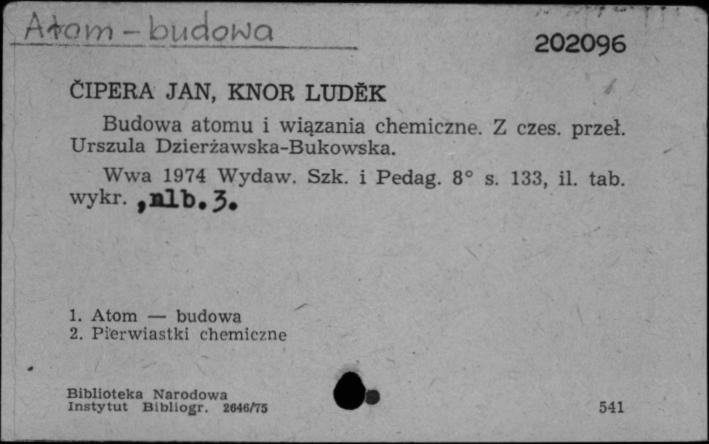 Atom - budowa
202096
ČIPERA JAN, KNOR LUDĚK
Budowa atomu i wiązania chemiczne. Z czes. przeł.
Urszula Dzierżawska-Bukowska.
Wwa 1974 Wydaw. Szk. i Pedag. 8° s. 133, il. tab.
wykr. , nlb. 3.
1. Atom — budowa
2. Pierwiastki chemiczne
Biblioteka Narodowa
Instytut Bibliogr. 2646/75
541